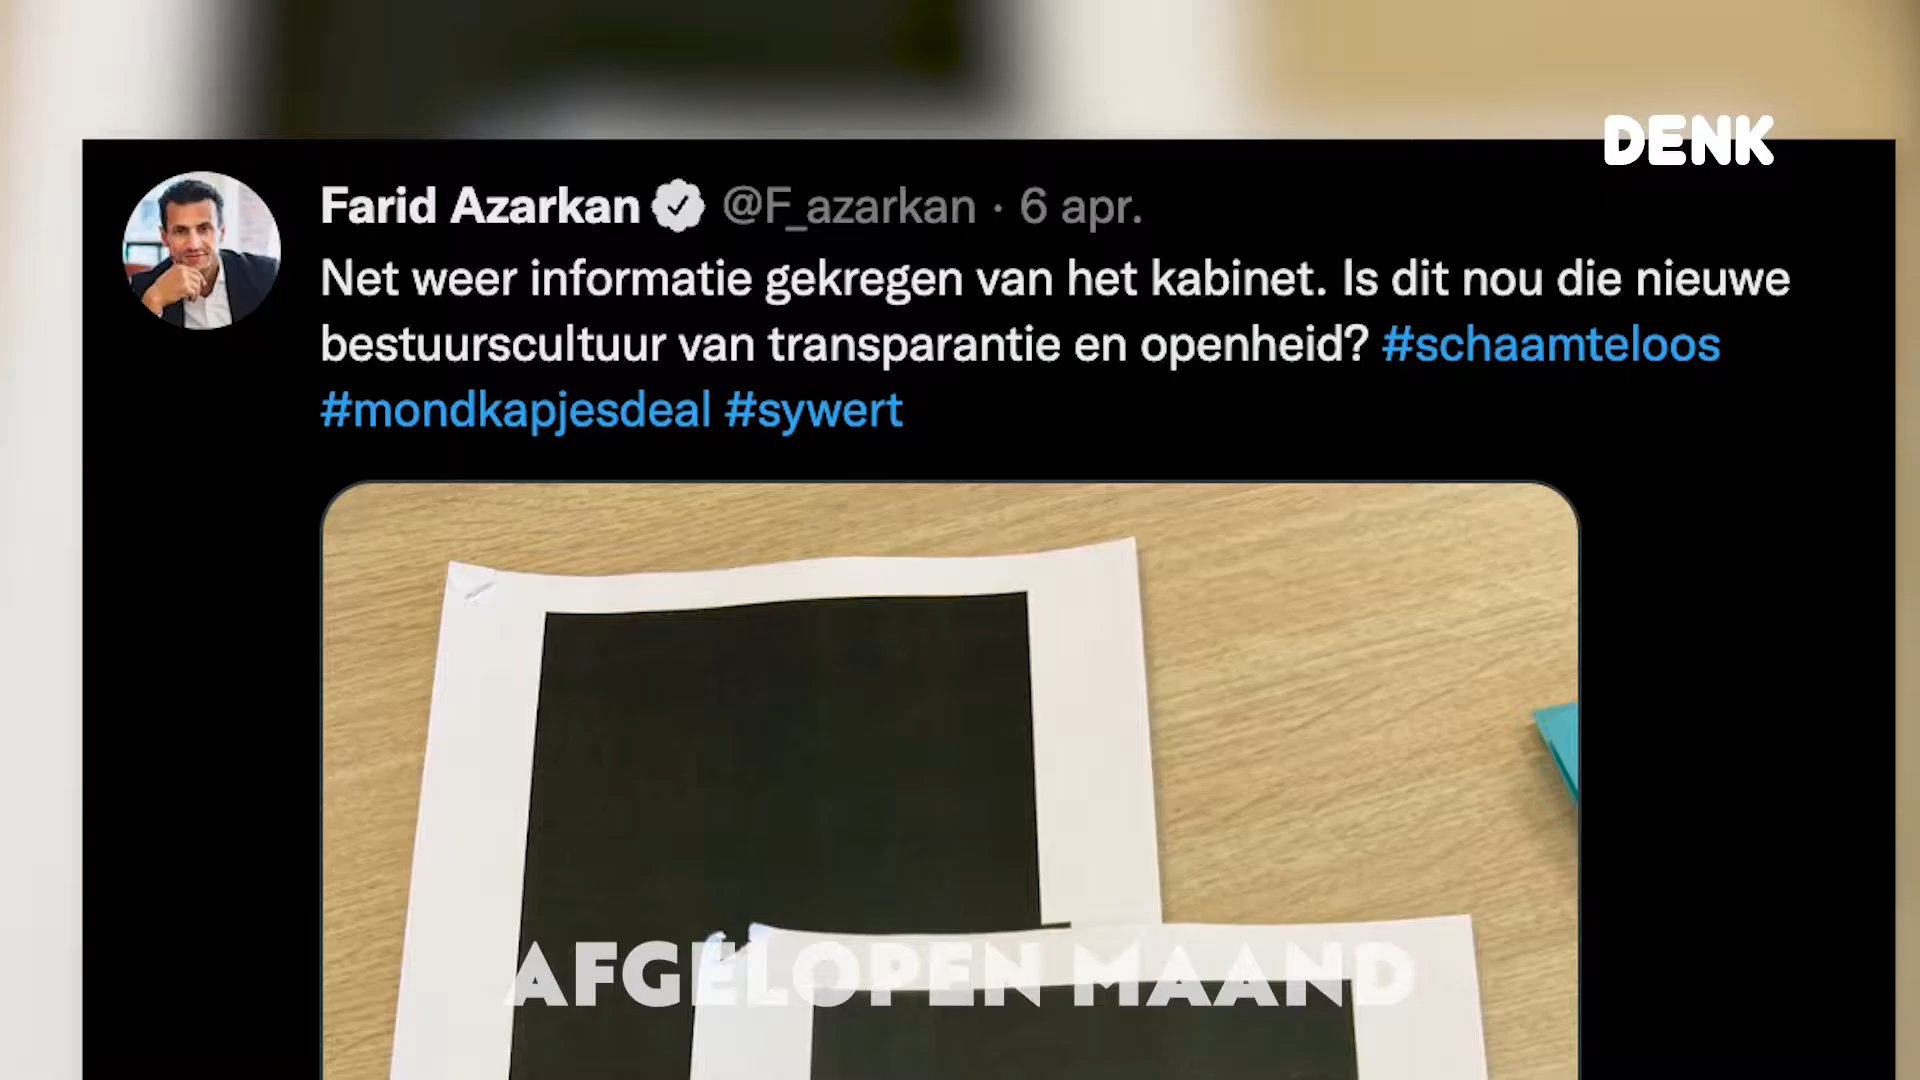 DENK
Farid Azarkan @F_azarkan · 6 apr.
Net weer informatie gekregen van het kabinet. Is dit nou die nieuwe
bestuurscultuur van transparantie en openheid? #schaamteloos
#mondkapjesdeal #sywert
AFGELOPEN MAAND